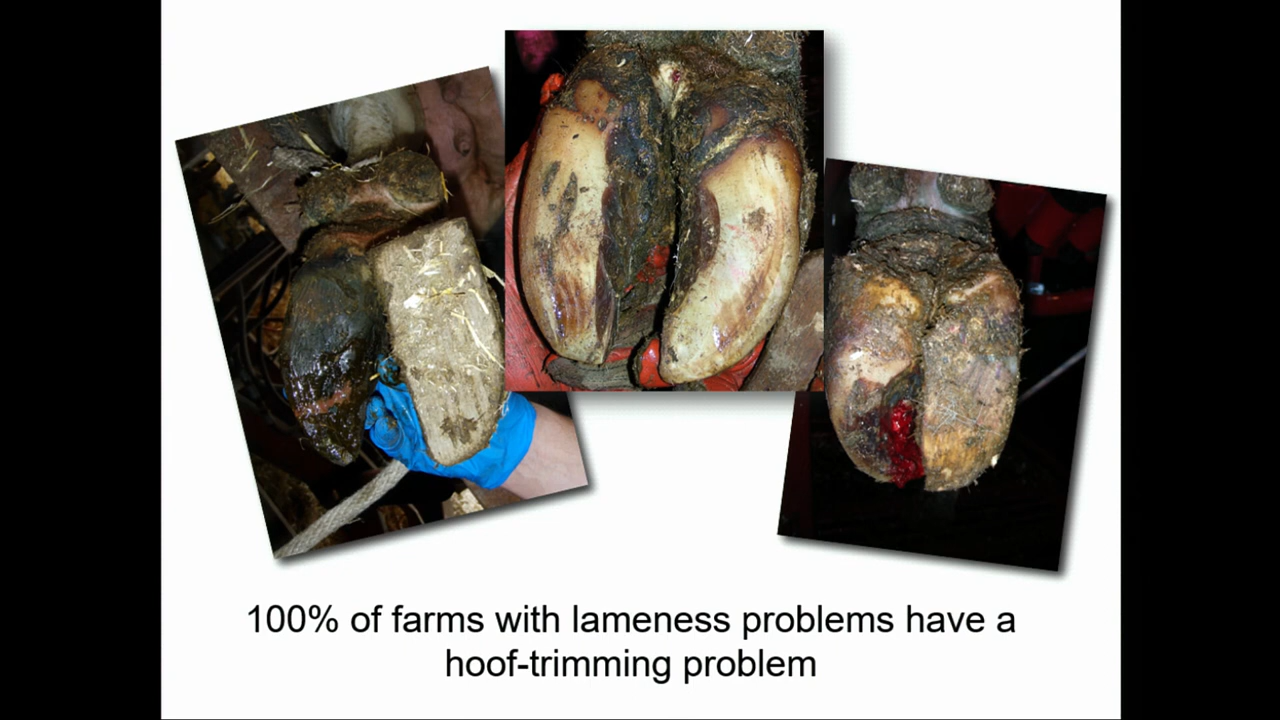 100% of farms with lameness problems have a
hoof-trimming problem